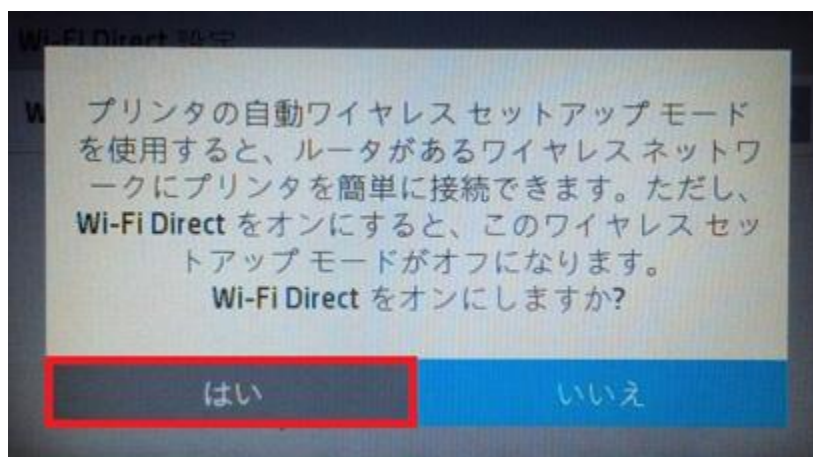 Wi-Fi Direct 設定
W
プリンタの自動ワイヤレス セットアップ モード
を使用すると、ルータがあるワイヤレス ネットワ
ークにプリンタを簡単に接続できます。ただし、
Wi-Fi Direct をオンにすると、このワイヤレス セッ
トアップ モードがオフになります。
Wi-Fi Direct をオンにしますか?
はい
いいえ